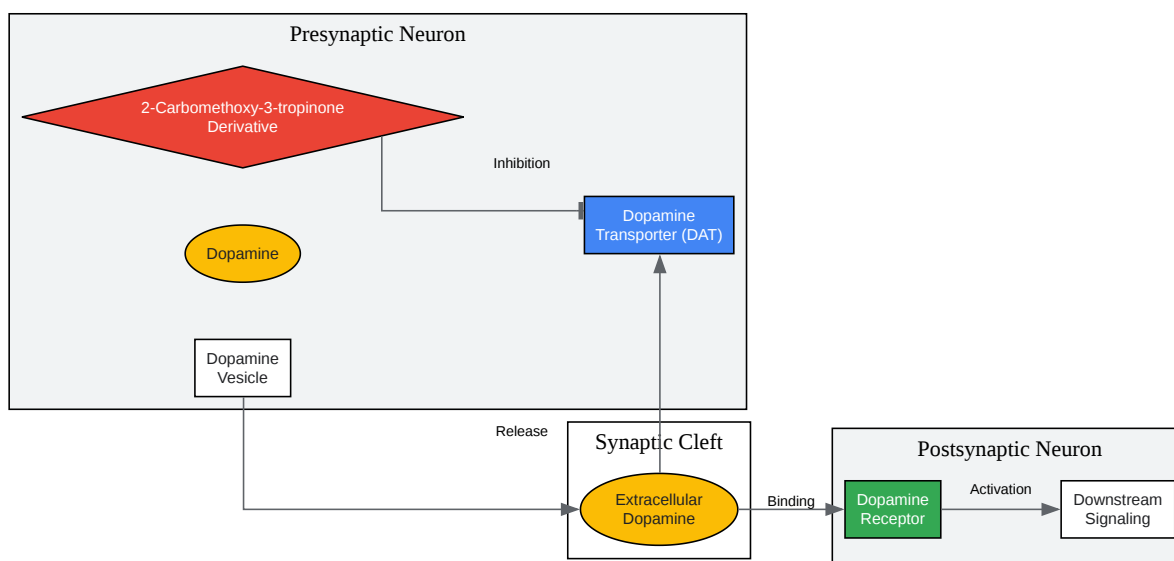 Presynaptic Neuron
2-Carbomethoxy-3-tropinone
Derivative
Inhibition
Dopamine
Transporter (DAT)
Dopamine
Dopamine
Vesicle
Release
Synaptic Cleft
Extracellular
Dopamine
Binding
Postsynaptic Neuron
Dopamine
Receptor
Activation
Downstream
Signaling